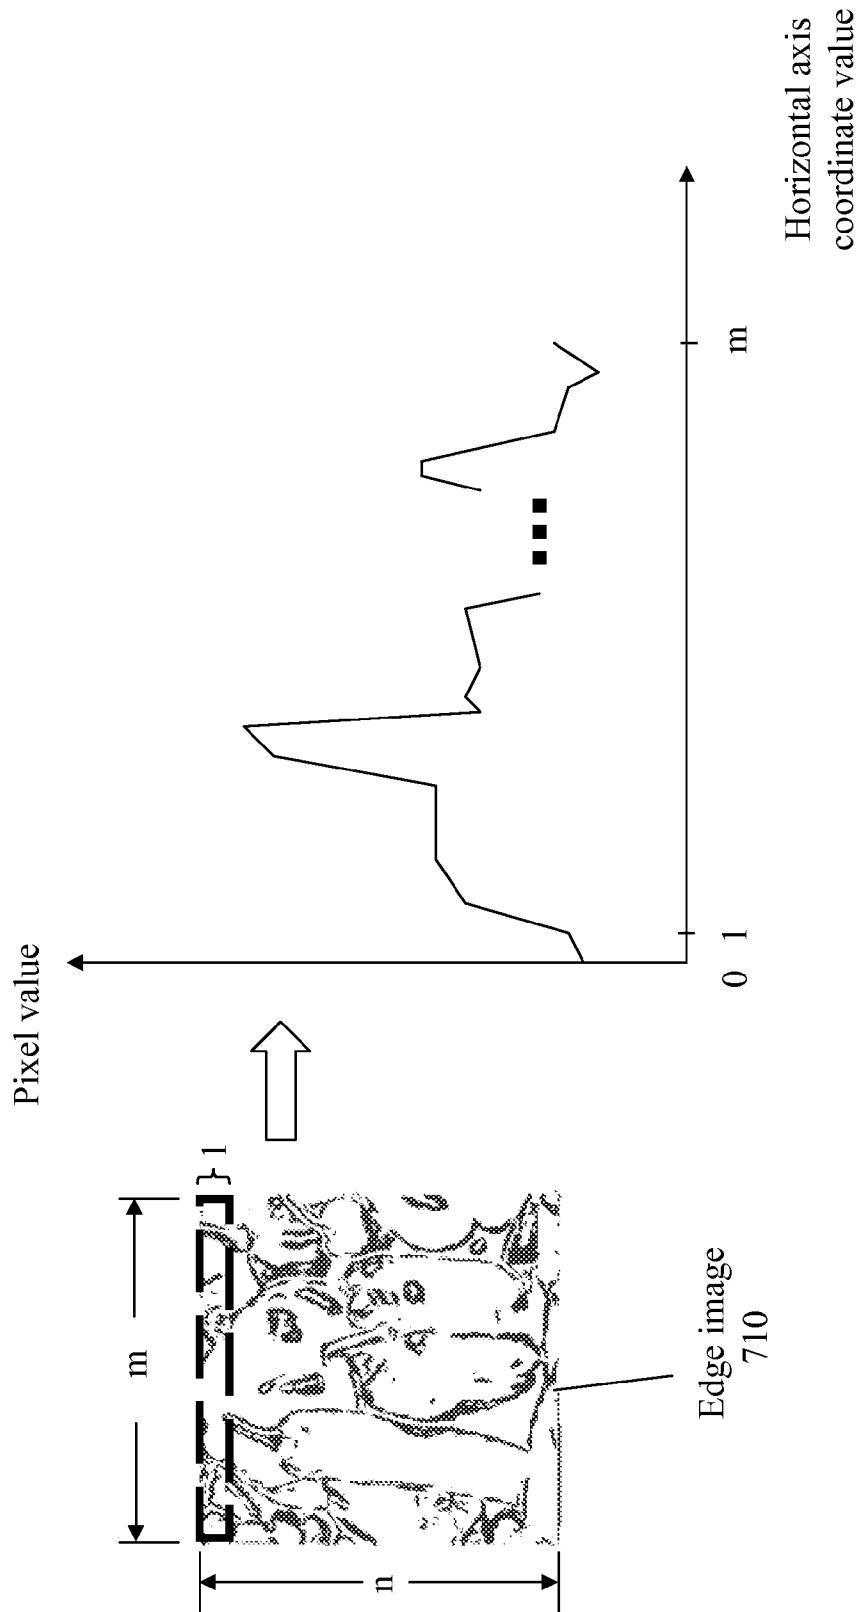 m
n
1
Edge image
710
Pixel value
0 1
m
Horizontal axis
coordinate value